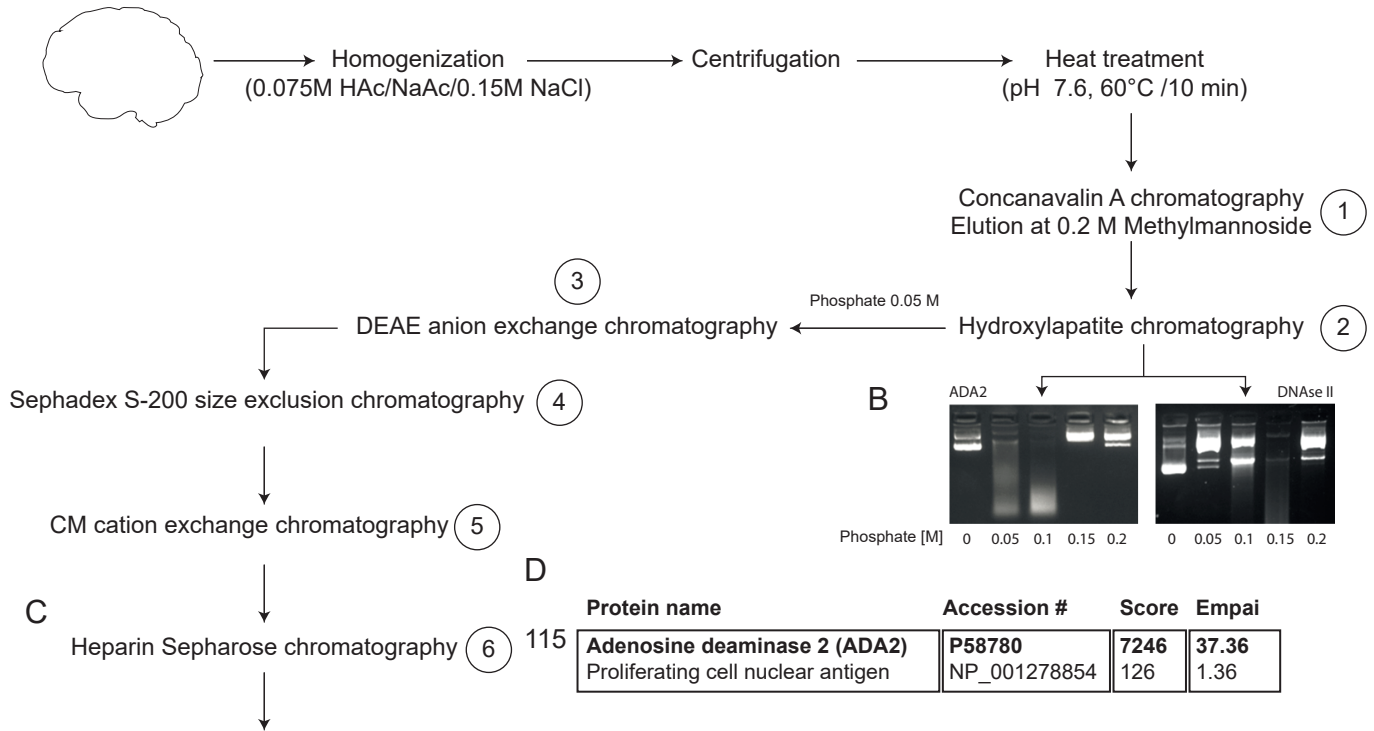 Homogenization
(0.075M HAc/NaAc/0.15M NaCl)
Centrifugation
Heat treatment
(pH 7.6, 60°C /10 min)
Concanavalin A chromatography
Elution at 0.2 M Methylmannoside
1
Hydroxylapatite chromatography
2
Phosphate 0.05 M
3
DEAE anion exchange chromatography
Sephadex S-200 size exclusion chromatography
4
CM cation exchange chromatography
5
C
Heparin Sepharose chromatography
6
B
ADA2
DNAse II
Phosphate [M] 0 0.05 0.1 0.15 0.2
0 0.05 0.1 0.15 0.2
D
Protein name Accession # Score Empai
115
Adenosine deaminase 2 (ADA2) P58780 7246 37.36
Proliferating cell nuclear antigen NP_001278854 126 1.36